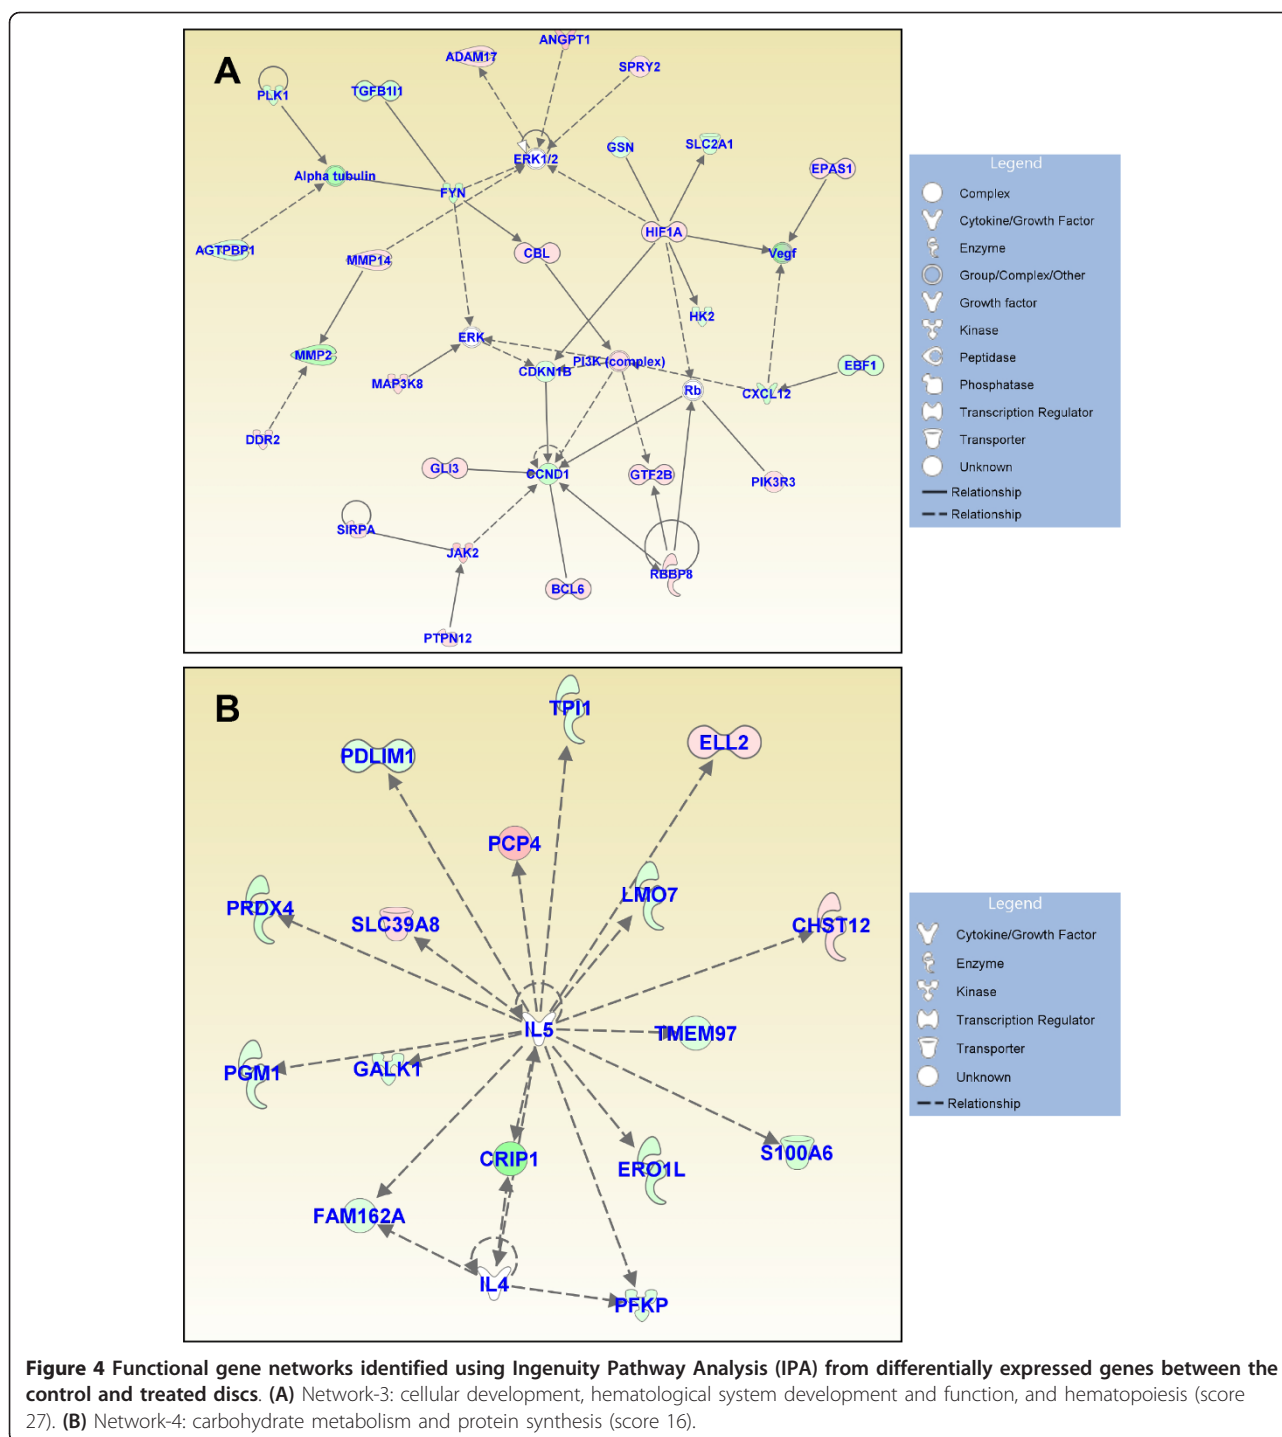 A
ANGPT1
ADAM17
SPRY2
PLK1
TGFB1I1
ERK1/2
GSN
SLC2A1
Alpha tubulin
FYN
EPAS1
HIF1A
AGTPBP1
MMP14
CBL
Vegf
HK2
ERK
MMP2
PI3K (complex)
CDKN1B
EBF1
MAP3K8
Rb
CXCL12
DDR2
GLI3
CCND1
GTF2B
PIK3R3
SIRPA
JAK2
RBBP8
BCL6
PTPN12
Legend
Complex
Cytokine/Growth Factor
Enzyme
Group/Complex/Other
Growth factor
Kinase
Peptidase
Phosphatase
Transcription Regulator
Transporter
Unknown
Relationship
Relationship
B
TPI1
PDLIM1
ELL2
PCP4
LMO7
PRDX4
SLC39A8
CHST12
IL5
TMEM97
PGM1
GALK1
CRIP1
ERO1L
S100A6
FAM162A
IL4
PFKP
Legend
Cytokine/Growth Factor
Enzyme
Kinase
Transcription Regulator
Transporter
Unknown
Relationship
Figure 4 Functional gene networks identified using Ingenuity Pathway Analysis (IPA) from differentially expressed genes between the
control and treated discs. (A) Network-3: cellular development, hematological system development and function, and hematopoiesis (score
27). (B) Network-4: carbohydrate metabolism and protein synthesis (score 16).